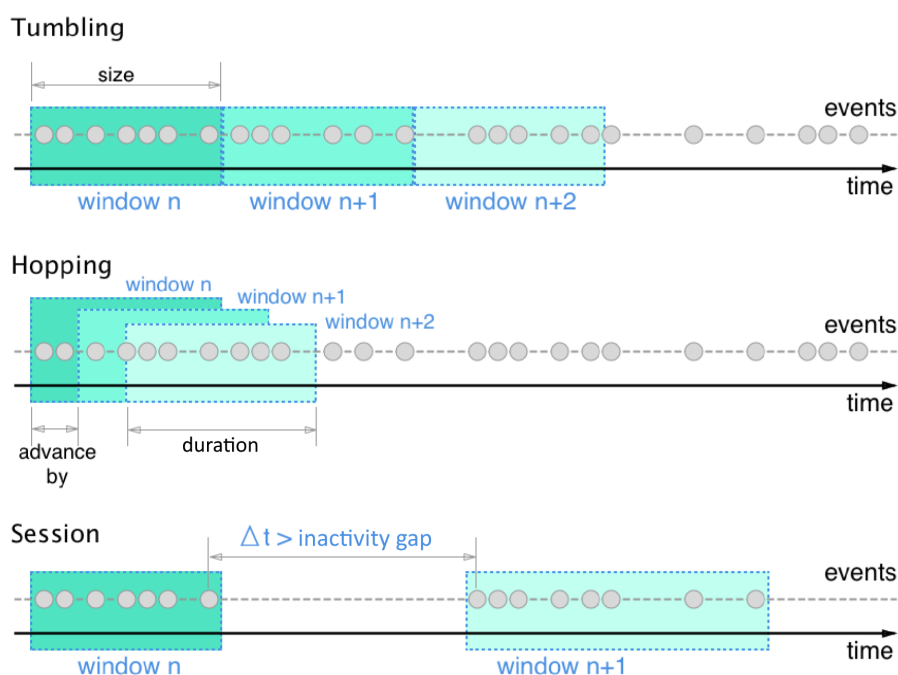 Tumbling
size
events
time
window n
window n+1
window n+2
Hopping
window n
window n+1
window n+2
events
time
advance
by
duration
Session
Δt > inactivity gap
events
time
window n
window n+1